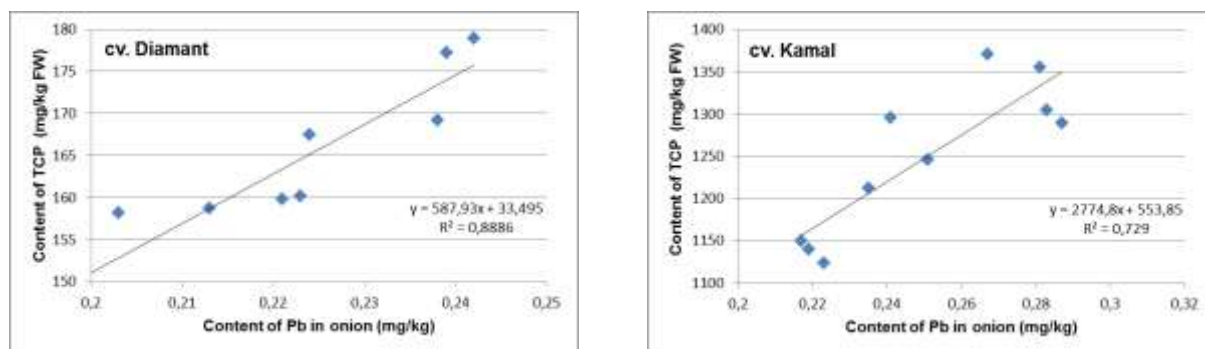 cv. Diamant
Content of TCP (mg/kg FW)
180
175
170
165
160
155
150
y = 587,93x + 33,495
R² = 0,8886
0,2 0,21 0,22 0,23 0,24 0,25
Content of Pb in onion (mg/kg)
cv. Kamal
Content of TCP (mg/kg FW)
1400
1350
1300
1250
1200
1150
1100
y = 2774,8x + 553,85
R² = 0,729
0,2 0,22 0,24 0,26 0,28 0,3 0,32
Content of Pb in onion (mg/kg)